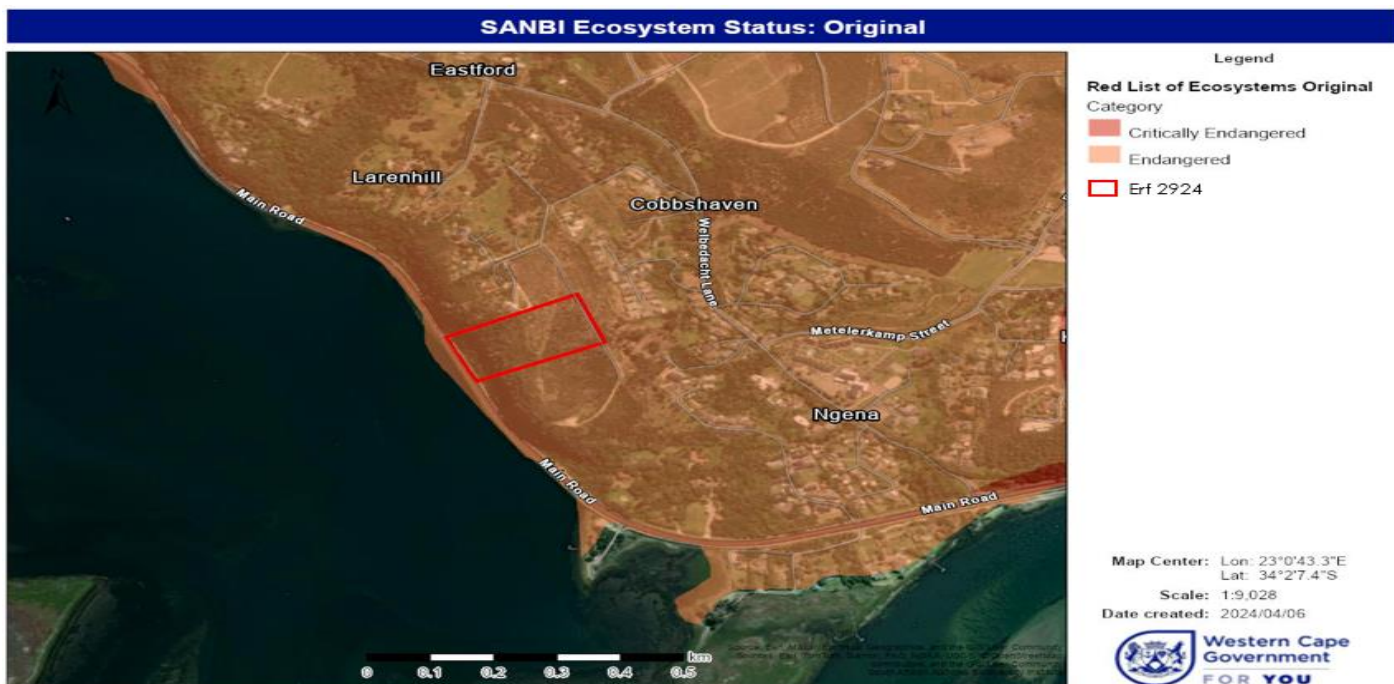 SANBI Ecosystem Status: Original
N
Eastford
Larenhill
Main Road
Cobbshaven
Welbedacht Lane
Metelerkamp Street
Ngena
Main Road
Main Road
km
0 0.1 0.2 0.3 0.4 0.5
Legend
Red List of Ecosystems Original
Category
Critically Endangered
Endangered
Erf 2924
Map Center: Lon: 23°0'43.3"E
Lat: 34°2'7.4"S
Scale: 1:9,028
Date created: 2024/04/06
Western Cape
Government
FOR YOU